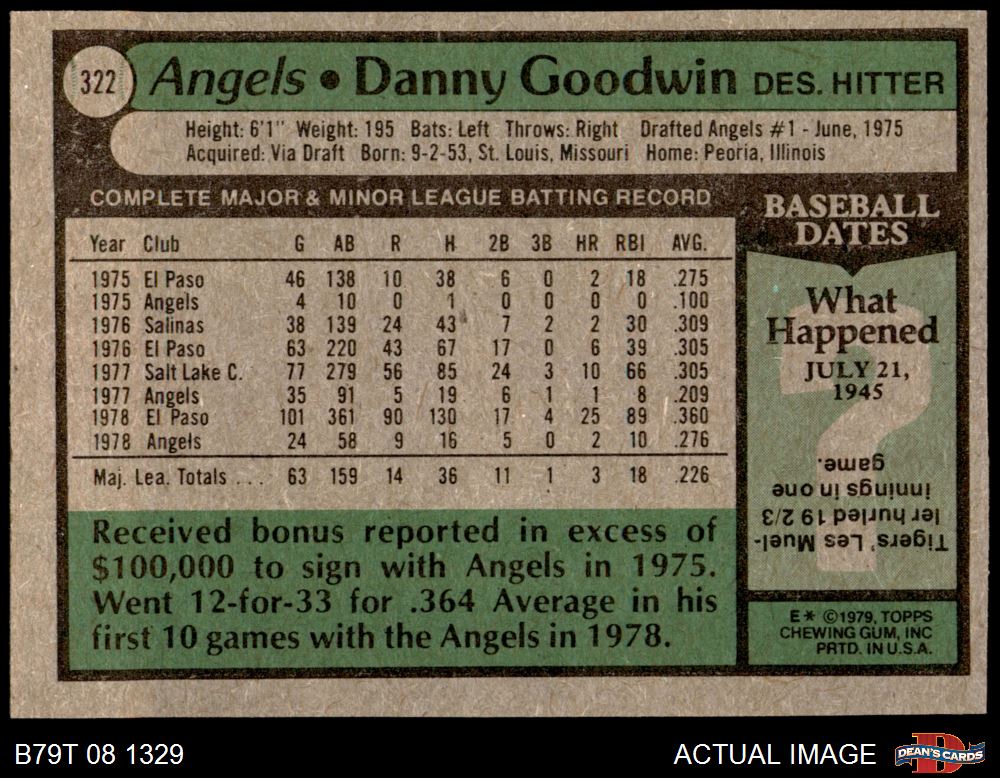 322 Angels • Danny Goodwin DES. HITTER
Height: 6'1" Weight: 195 Bats: Left Throws: Right Drafted Angels #1 - June, 1975
Acquired: Via Draft Born: 9-2-53, St. Louis, Missouri Home: Peoria, Illinois
COMPLETE MAJOR & MINOR LEAGUE BATTING RECORD
Year Club G AB R H 2B 3B HR RBI AVG.
1975 El Paso 46 138 10 38 6 0 2 18 .275
1975 Angels 4 10 0 1 0 0 0 0 .100
1976 Salinas 38 139 24 43 7 2 2 30 .309
1976 El Paso 63 220 43 67 17 0 6 39 .305
1977 Salt Lake C. 77 279 56 85 24 3 10 66 .305
1977 Angels 35 91 5 19 6 1 1 8 .209
1978 El Paso 101 361 90 130 17 4 25 89 .360
1978 Angels 24 58 9 16 5 0 2 10 .276
Maj. Lea. Totals . . . 63 159 14 36 11 1 3 18 .226
Received bonus reported in excess of
$100,000 to sign with Angels in 1975.
Went 12-for-33 for .364 Average in his
first 10 games with the Angels in 1978.
BASEBALL
DATES
What
Happened
JULY 21,
1945
Tigers' Les Muel-
ler hurled 19 2/3
innings in one
game.
E* ©1979, TOPPS
CHEWING GUM, INC
PRTD. IN U.S.A.
B79T 08 1329
ACTUAL IMAGE
DEAN'S CARDS